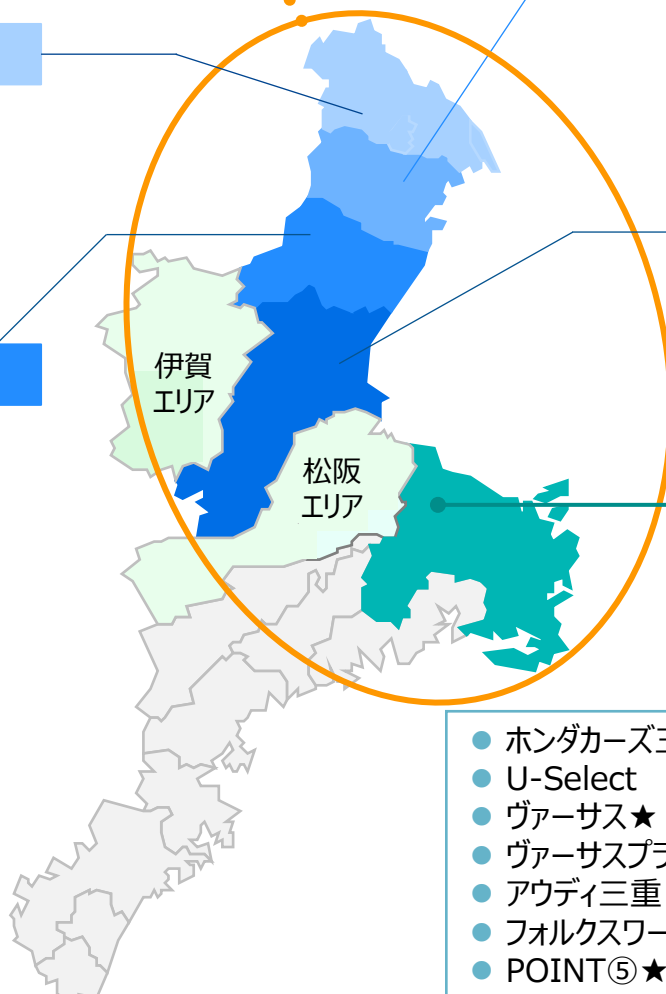 伊賀
エリア
松阪
エリア
ホンダカーズ三
U-Select
ヴァーサス★
ヴァーサスプラ
アウディ三重
フォルクスワー
POINT⑤★